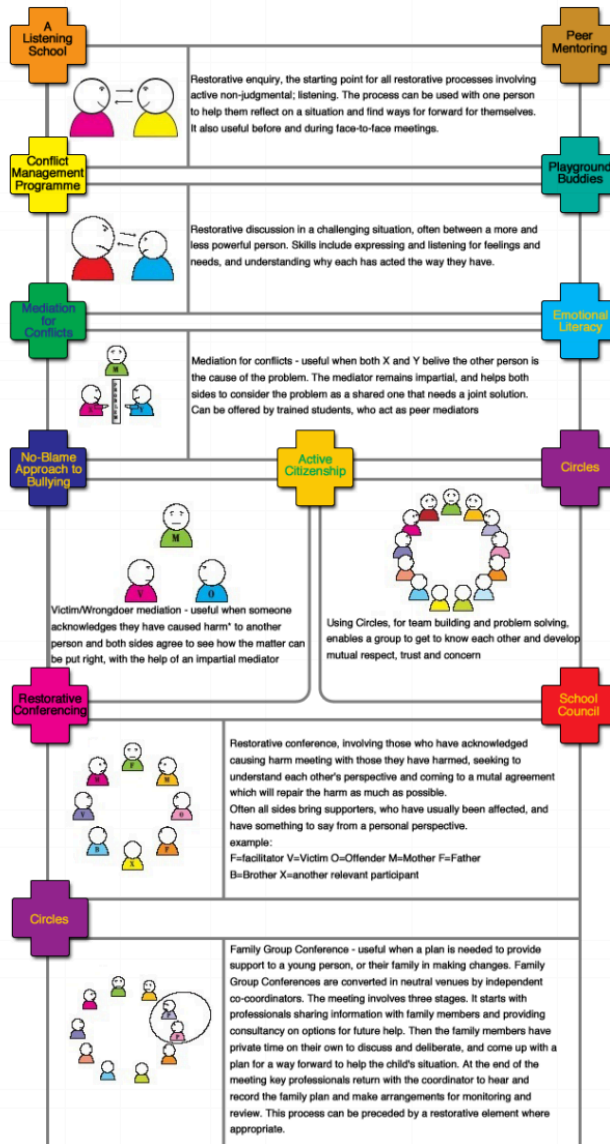 A
Listening
School
Peer
Mentoring
Restorative enquiry, the starting point for all restorative processes involving
active non-judgmental; listening. The process can be used with one person
to help them reflect on a situation and find ways for forward for themselves.
It also useful before and during face-to-face meetings.
Conflict
Management
Programme
Playground
Buddies
Restorative discussion in a challenging situation, often between a more and
less powerful person. Skills include expressing and listening for feelings and
needs, and understanding why each has acted the way they have.
Mediation
for
Conflicts
Emotional
Literacy
M
Mediation for conflicts - useful when both X and Y belive the other person is
the cause of the problem. The mediator remains impartial, and helps both
sides to consider the problem as a shared one that needs a joint solution.
Can be offered by trained students, who act as peer mediators
X
Y
No-Blame
Approach to
Bullying
Active
Citizenship
Circles
M
V
O
Victim/Wrongdoer mediation - useful when someone
acknowledges they have caused harm* to another
person and both sides agree to see how the matter can
be put right, with the help of an impartial mediator
Using Circles, for team building and problem solving,
enables a group to get to know each other and develop
mutual respect, trust and concern
Restorative
Conferencing
School
Council
Restorative conference, involving those who have acknowledged
causing harm meeting with those they have harmed, seeking to
understand each other's perspective and coming to a mutal agreement
which will repair the harm as much as possible.
Often all sides bring supporters, who have usually been affected, and
have something to say from a personal perspective.
example:
F=facilitator V=Victim O=Offender M=Mother F=Father
B=Brother X=another relevant participant
F
M
V
O
B
F
X
Circles
Family Group Conference - useful when a plan is needed to provide
support to a young person, or their family in making changes. Family
Group Conferences are converted in neutral venues by independent
co-coordinators. The meeting involves three stages. It starts with
professionals sharing information with family members and providing
consultancy on options for future help. Then the family members have
private time on their own to discuss and deliberate, and come up with a
plan for a way forward to help the child's situation. At the end of the
meeting key professionals return with the coordinator to hear and
record the family plan and make arrangements for monitoring and
review. This process can be preceded by a restorative element where
appropriate.